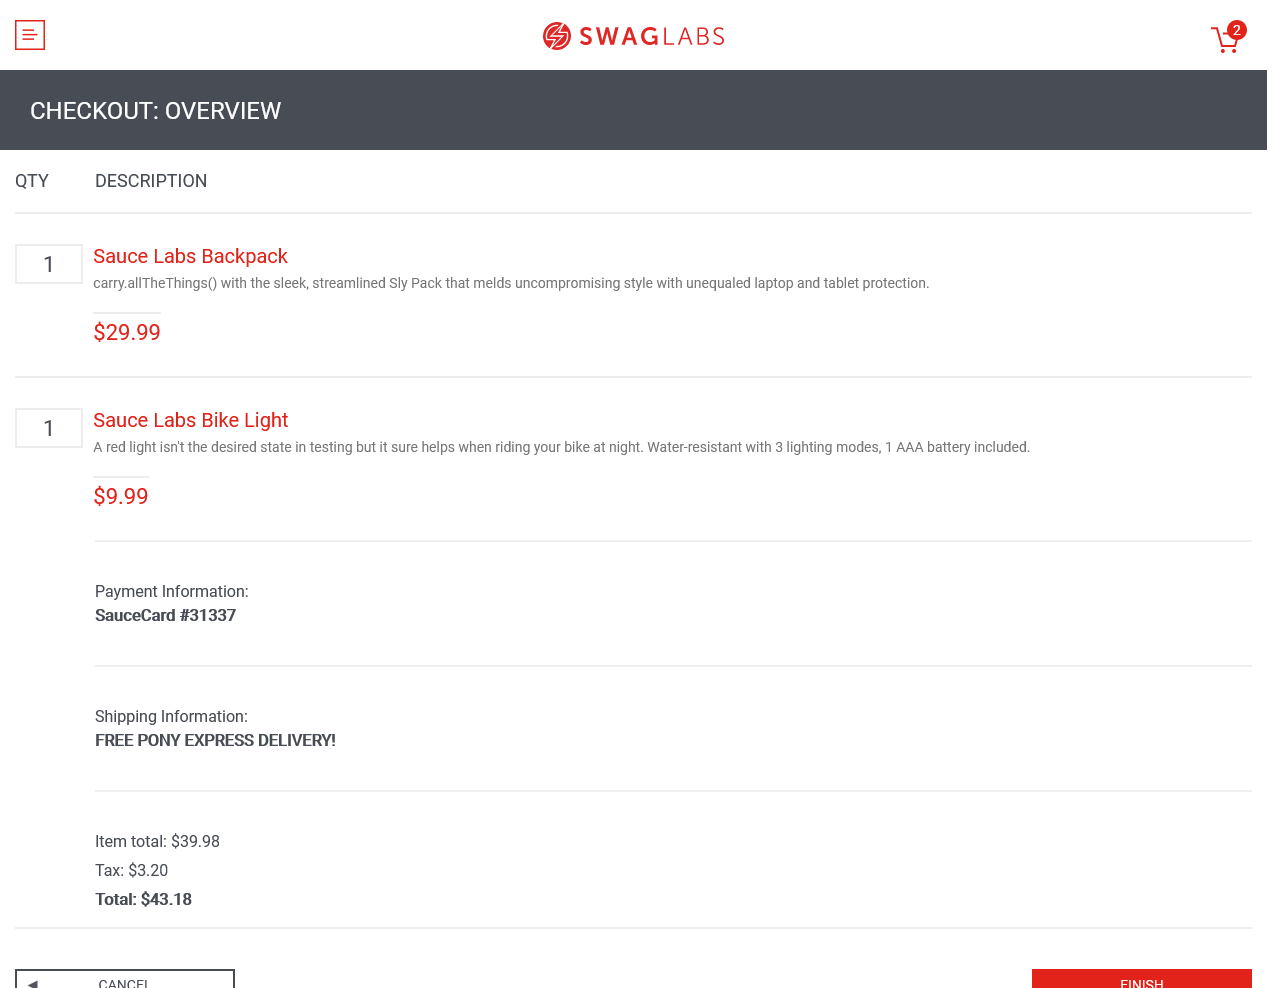 SWAGLABS
2
CHECKOUT: OVERVIEW
QTY DESCRIPTION
1
Sauce Labs Backpack
carry.allTheThings() with the sleek, streamlined Sly Pack that melds uncompromising style with unequaled laptop and tablet protection.
$29.99
1
Sauce Labs Bike Light
A red light isn't the desired state in testing but it sure helps when riding your bike at night. Water-resistant with 3 lighting modes, 1 AAA battery included.
$9.99
Payment Information:
SauceCard #31337
Shipping Information:
FREE PONY EXPRESS DELIVERY!
Item total: $39.98
Tax: $3.20
Total: $43.18
CANCEL FINISH